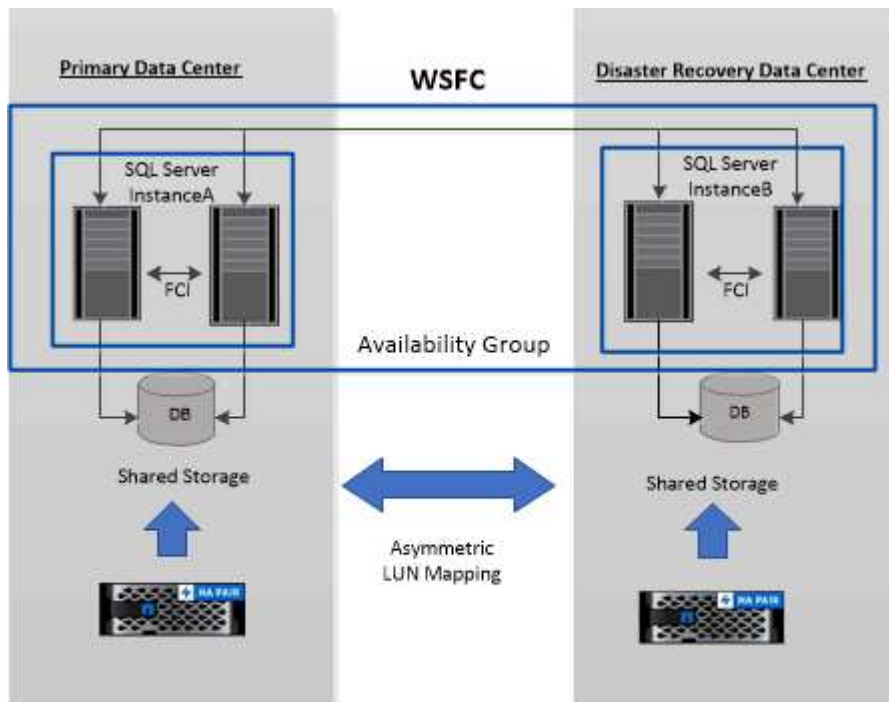 Primary Data Center
WSFC
Disaster Recovery Data Center
SQL Server
InstanceA
FCI
SQL Server
InstanceB
FCI
Availability Group
DB
DB
Shared Storage
Shared Storage
Asymmetric
LUN Mapping
HA PAIR
HA PAIR